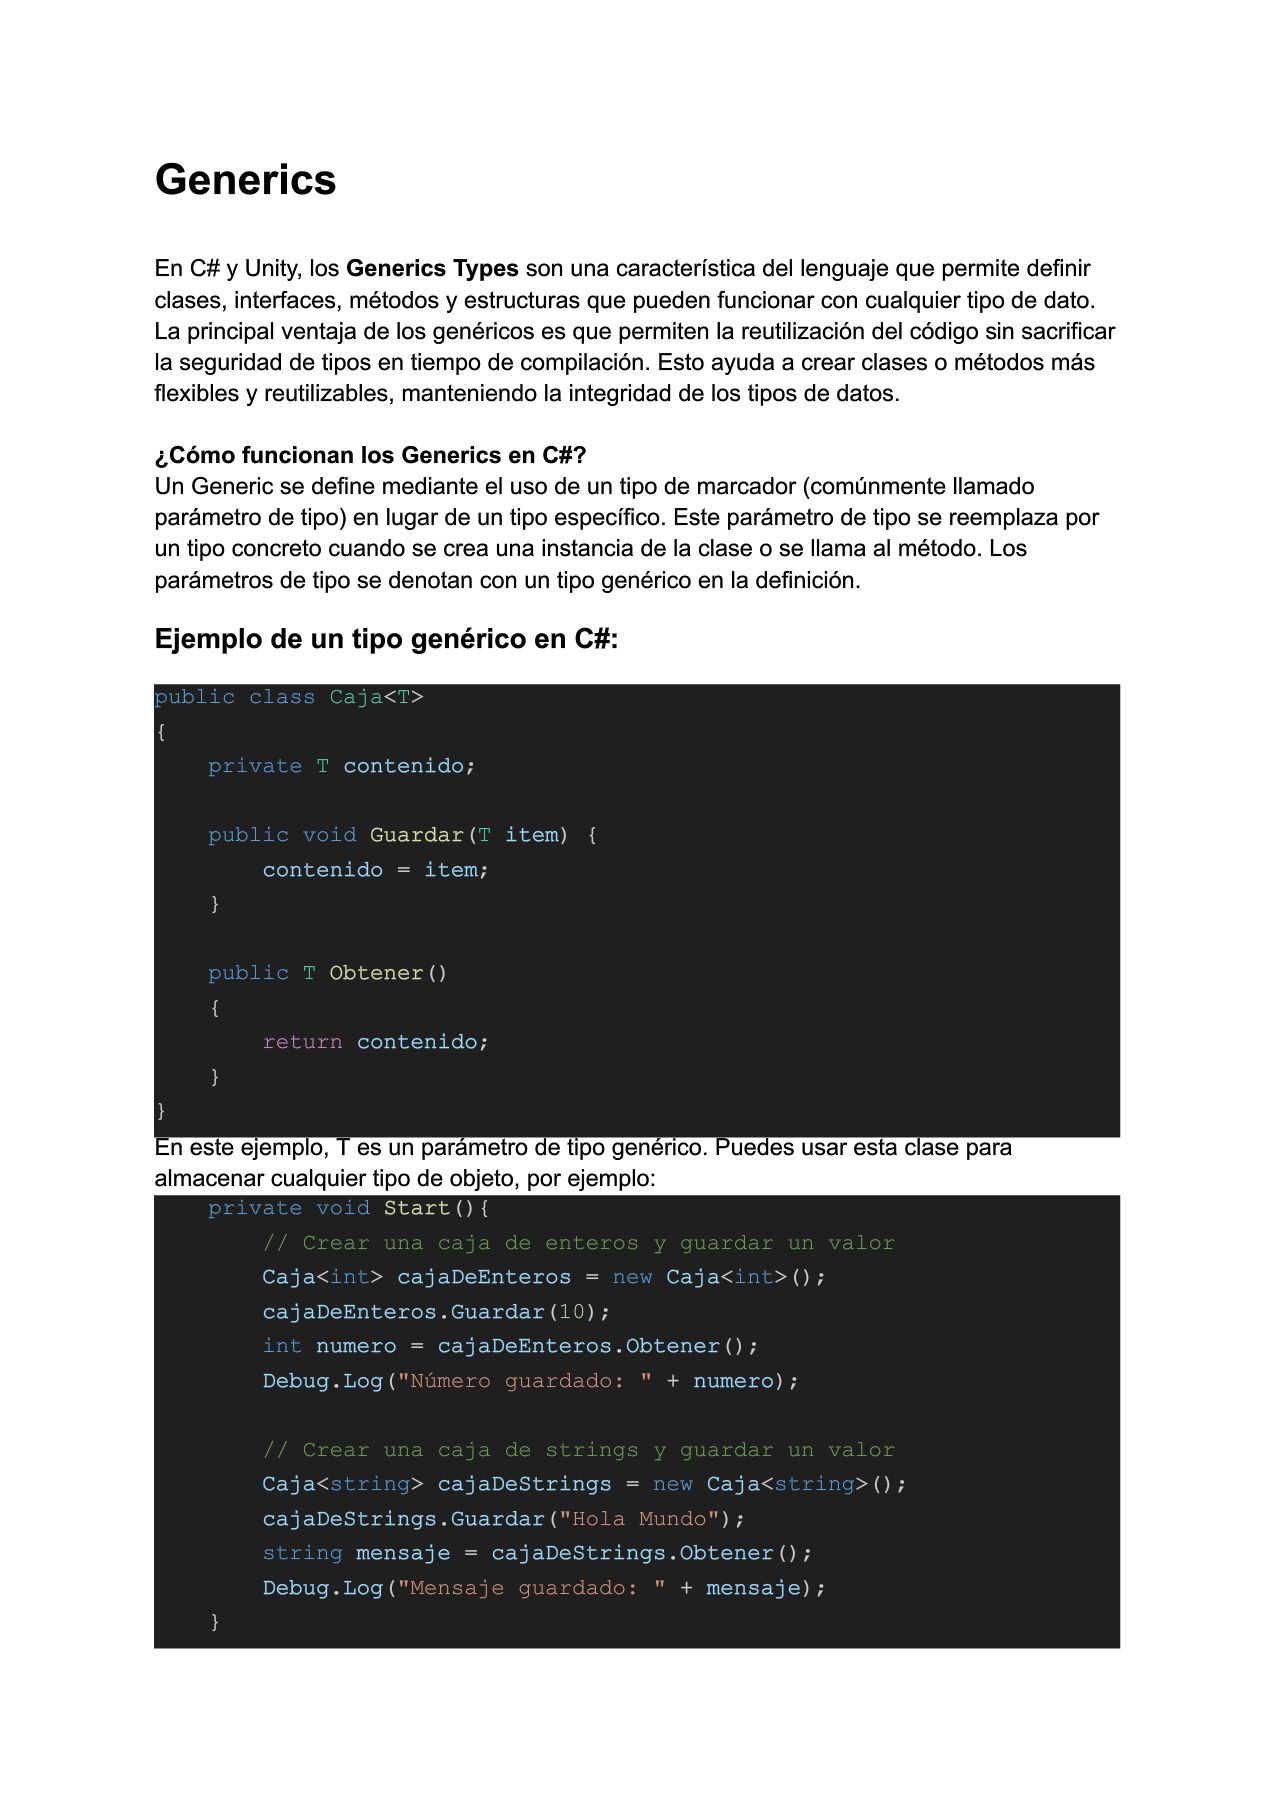 Generics
En C# y Unity, los Generics Types son una característica del lenguaje que permite definir
clases, interfaces, métodos y estructuras que pueden funcionar con cualquier tipo de dato.
La principal ventaja de los genéricos es que permiten la reutilización del código sin sacrificar
la seguridad de tipos en tiempo de compilación. Esto ayuda a crear clases o métodos más
flexibles y reutilizables, manteniendo la integridad de los tipos de datos.
¿Cómo funcionan los Generics en C#?
Un Generic se define mediante el uso de un tipo de marcador (comúnmente llamado
parámetro de tipo) en lugar de un tipo específico. Este parámetro de tipo se reemplaza por
un tipo concreto cuando se crea una instancia de la clase o se llama al método. Los
parámetros de tipo se denotan con un tipo genérico en la definición.
Ejemplo de un tipo genérico en C#:
public class Caja<T>
{
    private T contenido;
    public void Guardar(T item) {
        contenido = item;
    }
    public T Obtener()
    {
        return contenido;
    }
}
En este ejemplo, T es un parámetro de tipo genérico. Puedes usar esta clase para
almacenar cualquier tipo de objeto, por ejemplo:
    private void Start(){
        // Crear una caja de enteros y guardar un valor
        Caja<int> cajaDeEnteros = new Caja<int>();
        cajaDeEnteros.Guardar(10);
        int numero = cajaDeEnteros.Obtener();
        Debug.Log("Número guardado: " + numero);
        // Crear una caja de strings y guardar un valor
        Caja<string> cajaDeStrings = new Caja<string>();
        cajaDeStrings.Guardar("Hola Mundo");
        string mensaje = cajaDeStrings.Obtener();
        Debug.Log("Mensaje guardado: " + mensaje);
    }